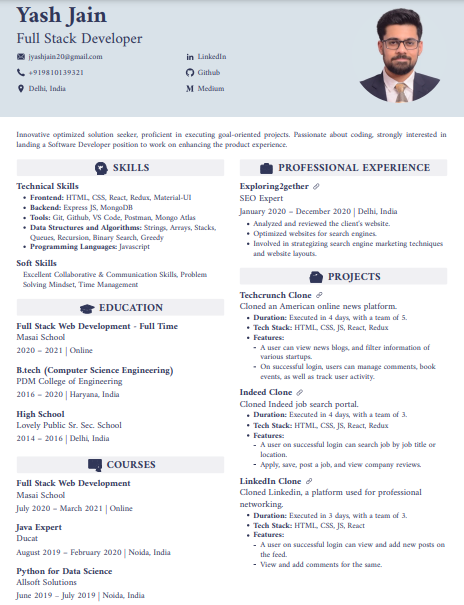 Yash Jain
Full Stack Developer
jyashjain20@gmail.com
LinkedIn
+919810139321
Github
Delhi, India
Medium
Innovative optimized solution seeker, proficient in executing goal-oriented projects. Passionate about coding, strongly interested in
landing a Software Developer position to work on enhancing the product experience.
SKILLS
Technical Skills
• Frontend: HTML, CSS, React, Redux, Material-UI
• Backend: Express JS, MongoDB
• Tools: Git, Github, VS Code, Postman, Mongo Atlas
• Data Structures and Algorithms: Strings, Arrays, Stacks,
Queues, Recursion, Binary Search, Greedy
• Programming Languages: Javascript
Soft Skills
Excellent Collaborative & Communication Skills, Problem
Solving Mindset, Time Management
EDUCATION
Full Stack Web Development - Full Time
Masai School
2020 – 2021 | Online
B.tech (Computer Science Engineering)
PDM College of Engineering
2016 – 2020 | Haryana, India
High School
Lovely Public Sr. Sec. School
2014 – 2016 | Delhi, India
COURSES
Full Stack Web Development
Masai School
July 2020 – March 2021 | Online
Java Expert
Ducat
August 2019 – February 2020 | Noida, India
Python for Data Science
Allsoft Solutions
June 2019 – July 2019 | Noida, India
PROFESSIONAL EXPERIENCE
Exploring2gether
SEO Expert
January 2020 – December 2020 | Delhi, India
• Analyzed and reviewed the client's website.
• Optimized websites for search engines.
• Involved in strategizing search engine marketing techniques
and website layouts.
PROJECTS
Techcrunch Clone
Cloned an American online news platform.
• Duration: Executed in 4 days, with a team of 5.
• Tech Stack: HTML, CSS, JS, React, Redux
• Features:
– A user can view news blogs, and filter information of
various startups.
– On successful login, users can manage comments, book
events, as well as track user activity.
Indeed Clone
Cloned Indeed job search portal.
• Duration: Executed in 4 days, with a team of 3.
• Tech Stack: HTML, CSS, JS, React, Redux
• Features:
– A user on successful login can search job by job title or
location.
– Apply, save, post a job, and view company reviews.
LinkedIn Clone
Cloned Linkedin, a platform used for professional
networking.
• Duration: Executed in 3 days, with a team of 3.
• Tech Stack: HTML, CSS, JS, React
• Features:
– A user on successful login can view and add new posts on
the feed.
– View and add comments for the same.